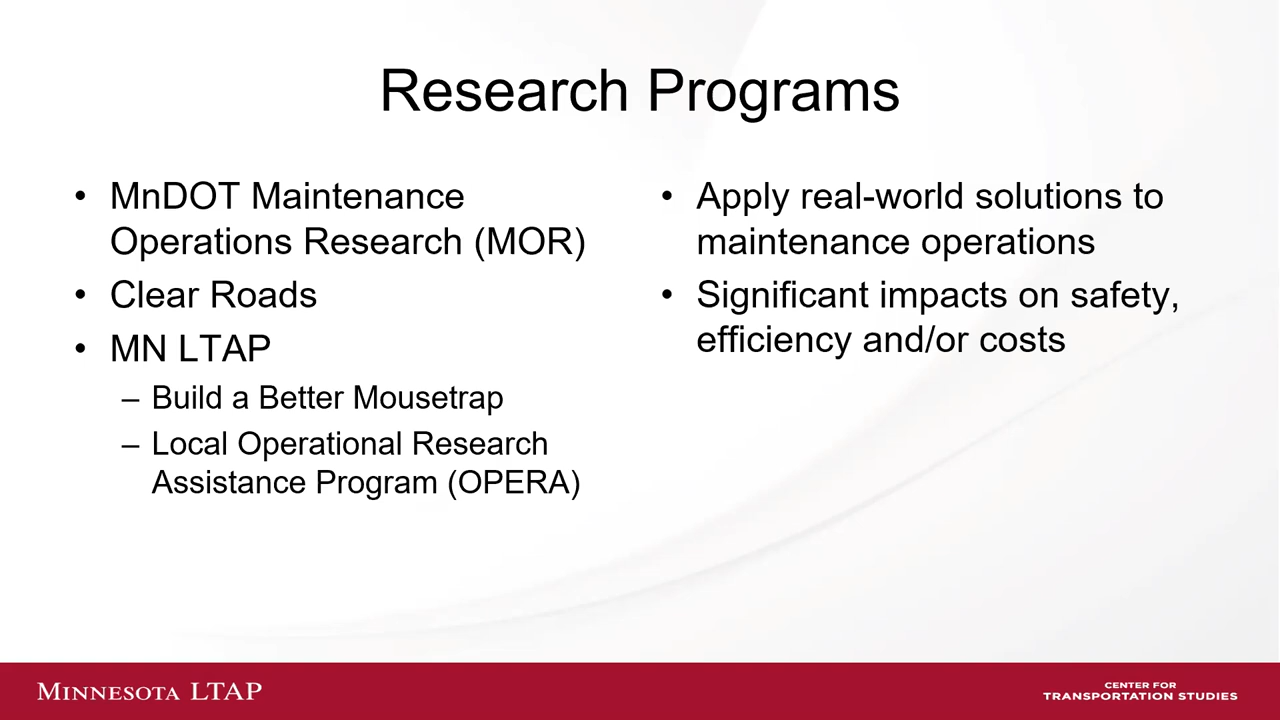 Research Programs
• MnDOT Maintenance
Operations Research (MOR)
• Clear Roads
• MN LTAP
– Build a Better Mousetrap
– Local Operational Research
Assistance Program (OPERA)
• Apply real-world solutions to
maintenance operations
• Significant impacts on safety,
efficiency and/or costs
MINNESOTA LTAP
CENTER FOR
TRANSPORTATION STUDIES